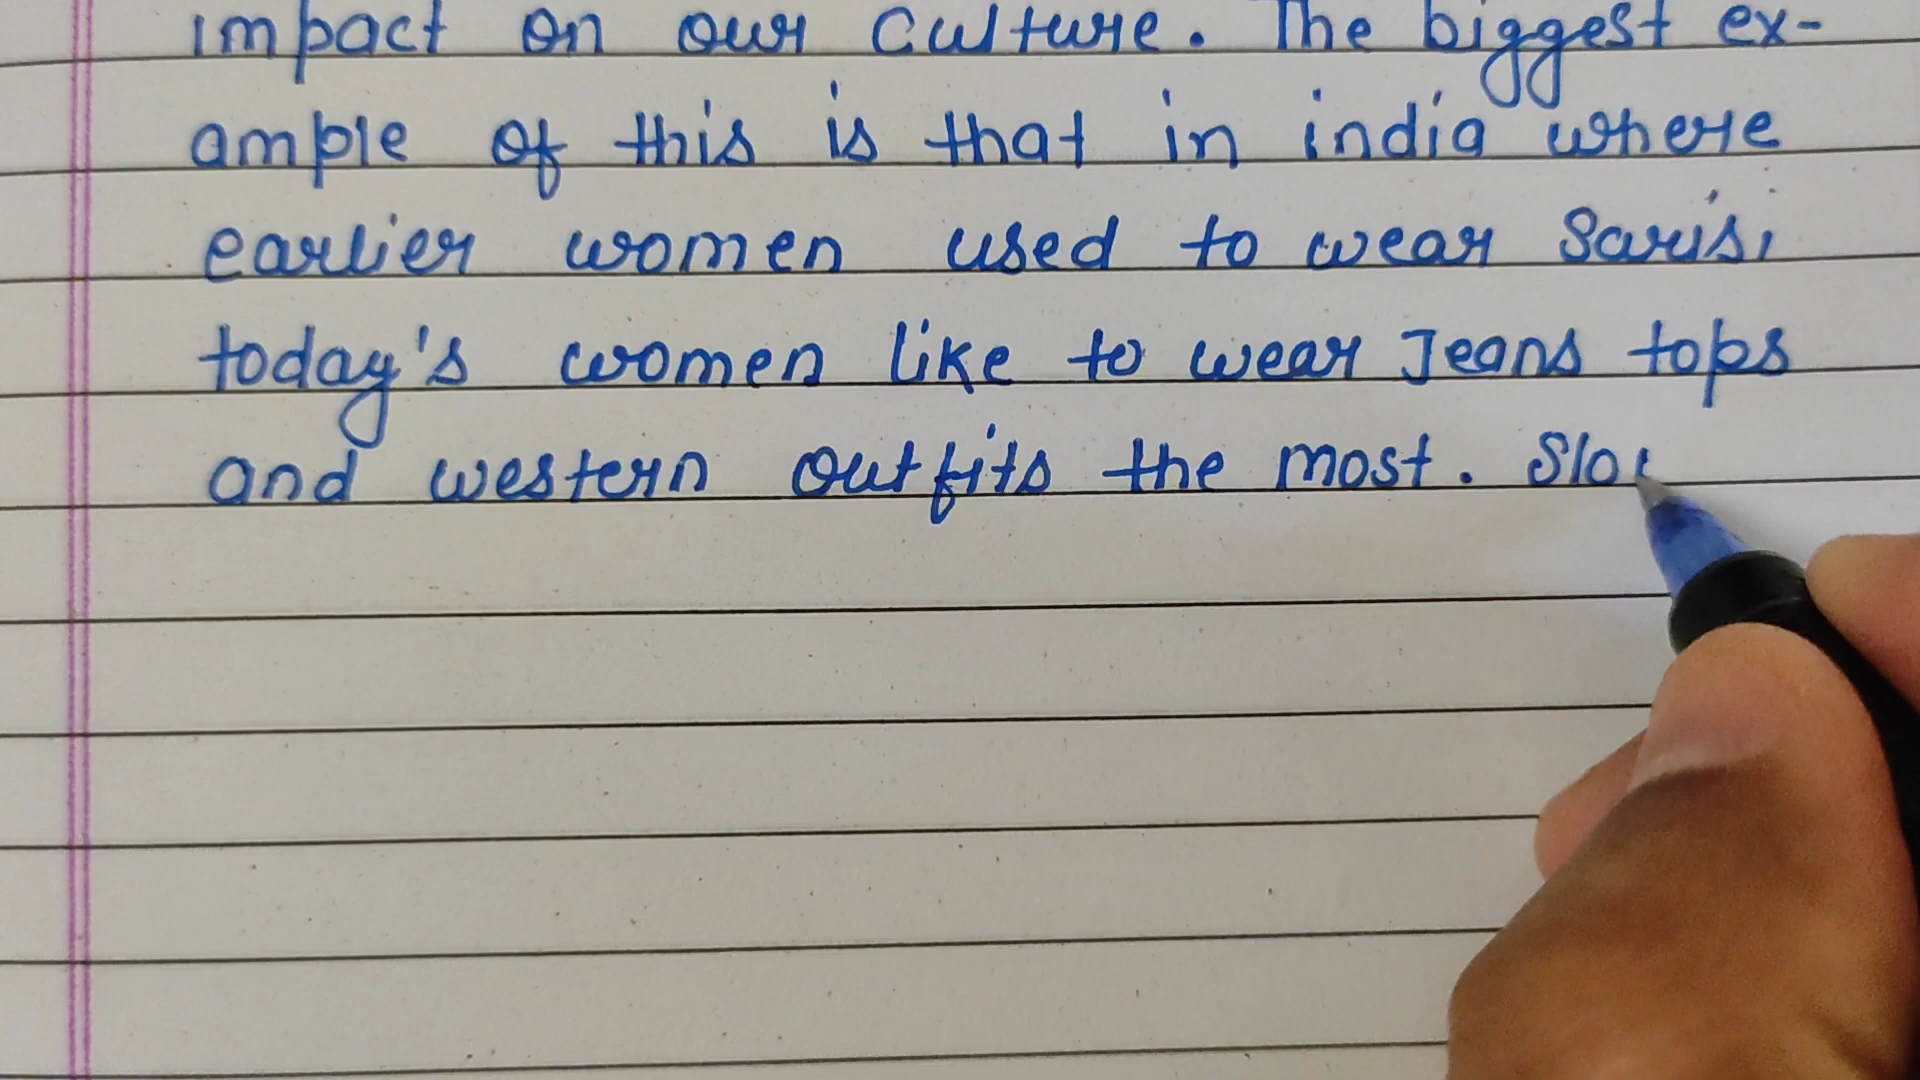 impact on our culture. The biggest ex-
ample of this is that in india where
earlier women used to wear Saris,
today's women like to wear Jeans tops
and western outfits the most.